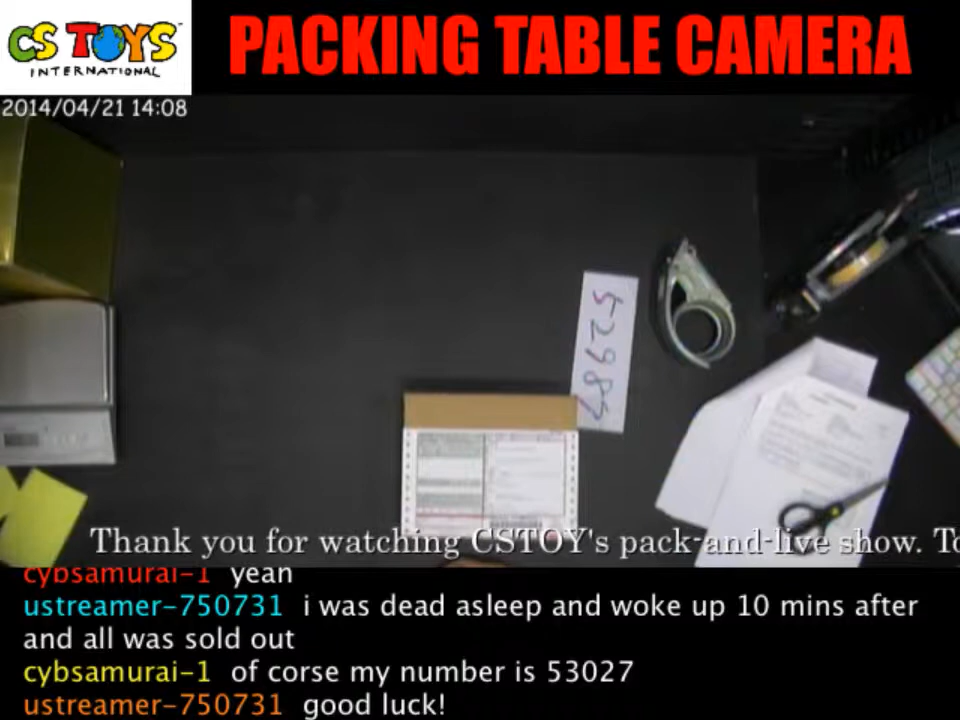 CS TOYS
INTERNATIONAL
PACKING TABLE CAMERA
2014/04/21 14:08
52987
Thank you for watching CSTOY's pack-and-live show. To
cybsamurai-1 yeah
ustreamer-750731 i was dead asleep and woke up 10 mins after
and all was sold out
cybsamurai-1 of corse my number is 53027
ustreamer-750731 good luck!